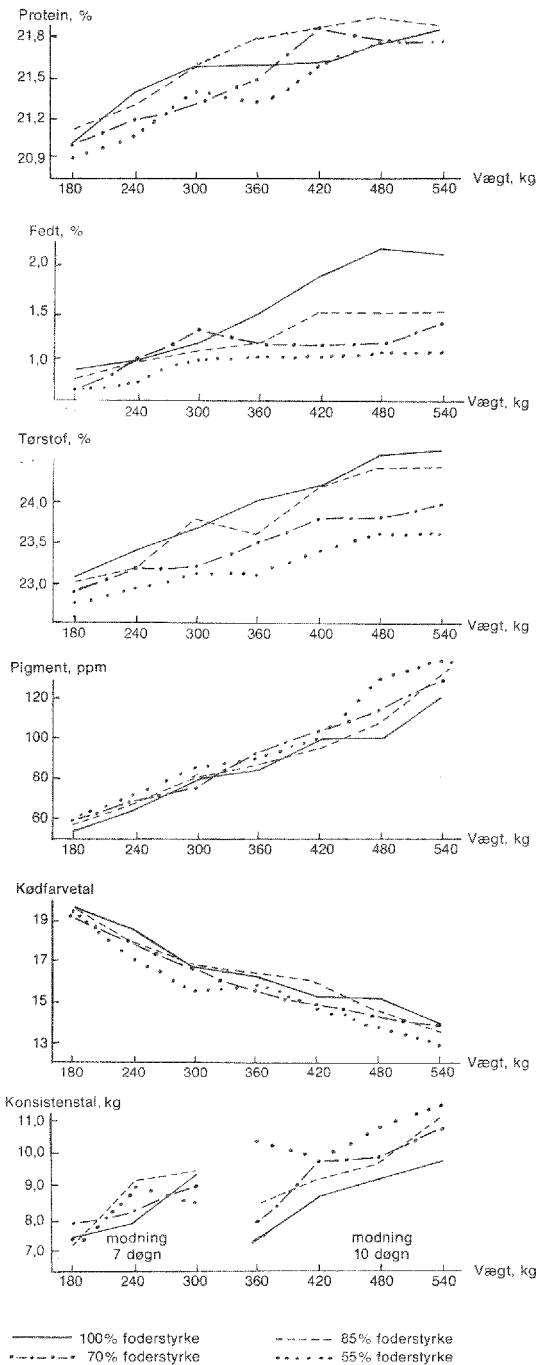 Protein, %
21,8
21,5
21,2
20,9
180 240 300 360 420 480 540
Vægt, kg
Fedt, %
2,0
1,5
1,0
240 300 360 420 480 540
Vægt, kg
Tørstof, %
24,0
23,5
23,0
180 240 300 360 400 480 540
Vægt, kg
Pigment, ppm
120
100
80
60
180 240 300 360 420 480 540
Vægt, kg
Kødfarvetal
19
17
15
13
180 240 300 360 420 480 540
Vægt, kg
Konsistenstal, kg
11,0
10,0
9,0
8,0
7,0
modning
7 døgn
modning
10 døgn
180 240 300 360 420 480 540
Vægt, kg
100% foderstyrke 85% foderstyrke
70% foderstyrke 55% foderstyrke